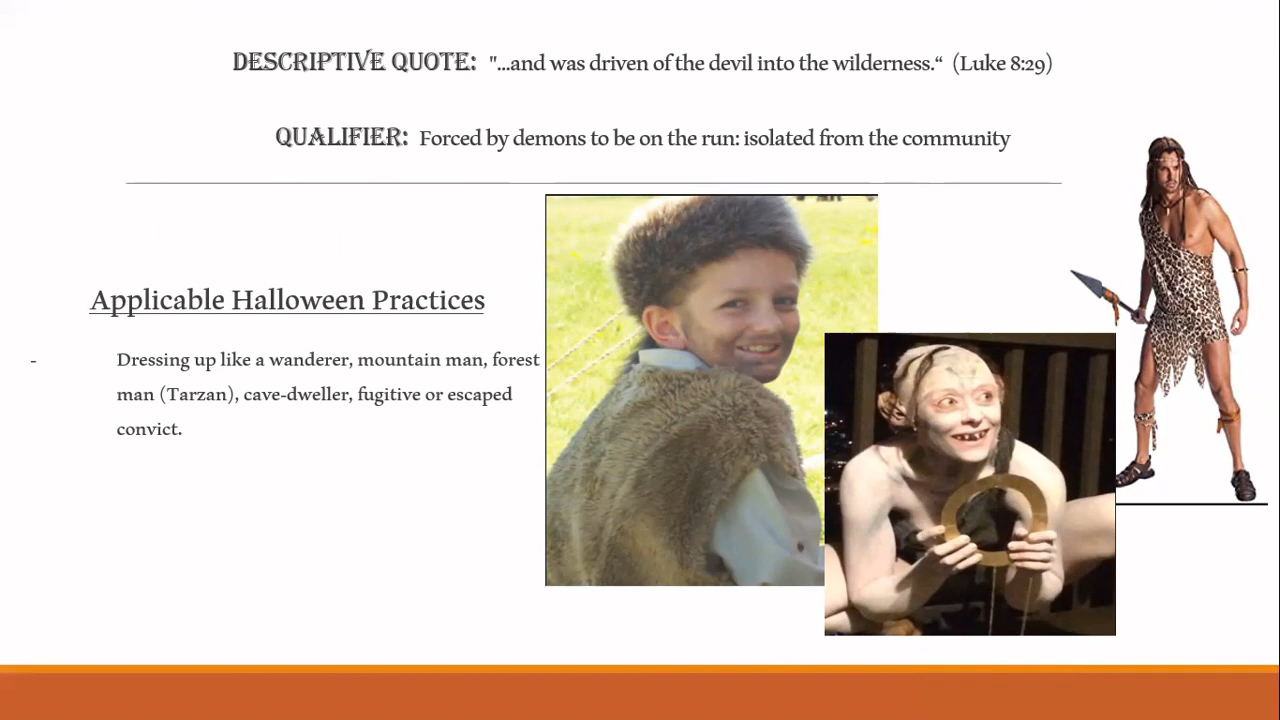 DESCRIPTIVE QUOTE: "...and was driven of the devil into the wilderness.“ (Luke 8:29)
QUALIFIER: Forced by demons to be on the run: isolated from the community
Applicable Halloween Practices
- Dressing up like a wanderer, mountain man, forest
man (Tarzan), cave-dweller, fugitive or escaped
convict.